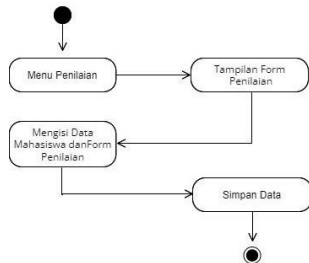 Menu Penilaian
Tampilan Form
Penilaian
Mengisi Data
Mahasiswa danForm
Penilaian
Simpan Data